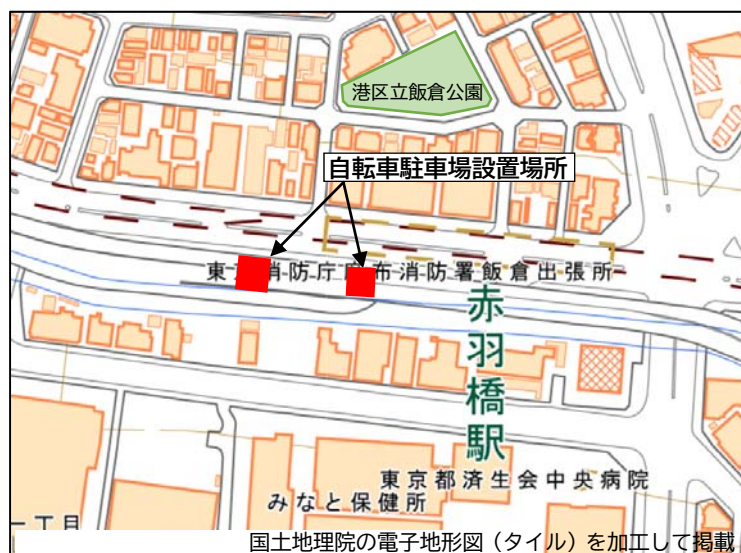 港区立飯倉公園
自転車駐車場設置場所
東 消防庁 布消防署飯倉出張所
赤羽橋駅
東京都済生会中央病院
みなと保健所
一丁目
国土地理院の電子地形図（タイル）を加工して掲載